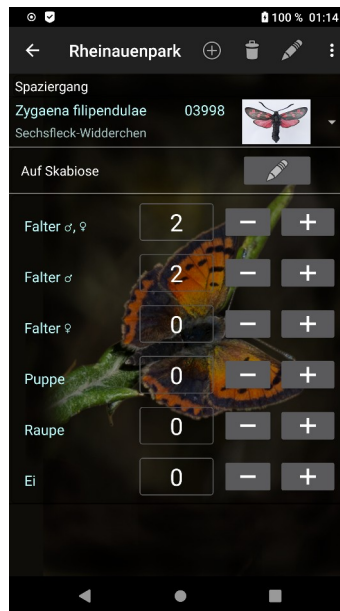 100 % 01:14
Rheinauenpark
Spaziergang
Zygaena filipendulae 03998
Sechsfleck-Widderchen
Auf Skabiose
Falter ♂, ♀ 2 − +
Falter ♂ 2 − +
Falter ♀ 0 − +
Puppe 0 − +
Raupe 0 − +
Ei 0 − +